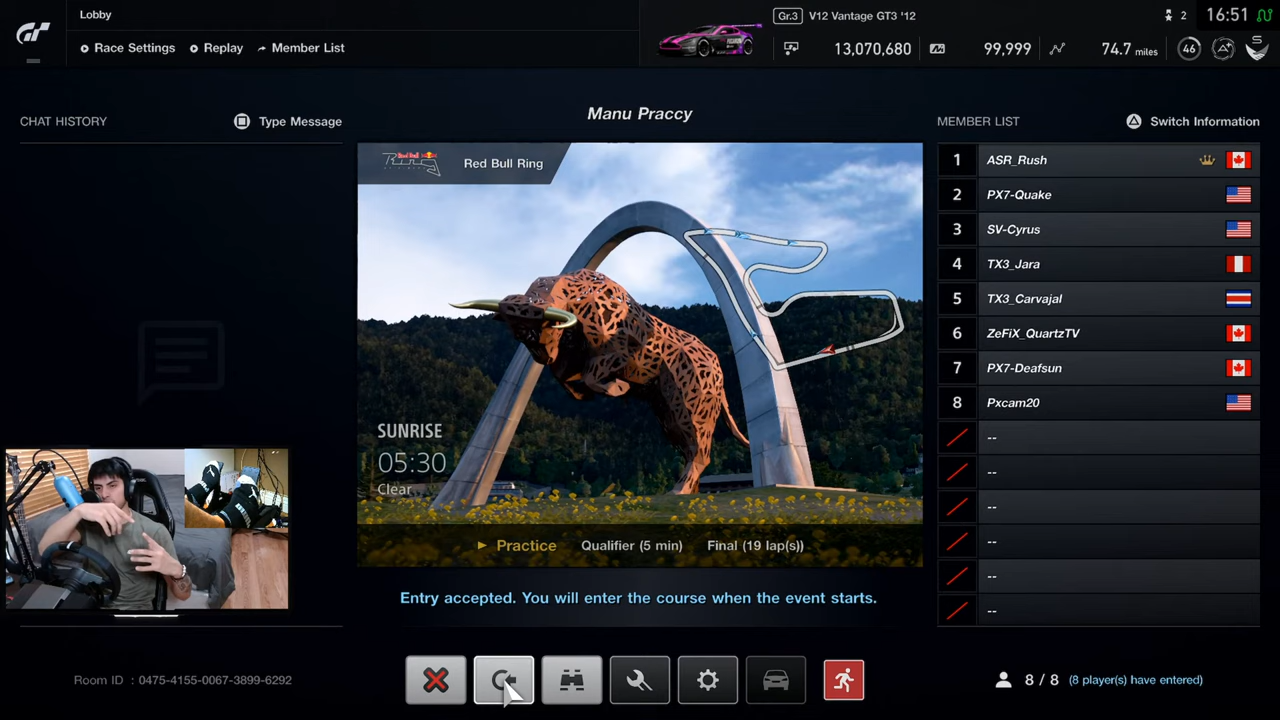 Lobby
Race Settings
Replay
Member List
Gr.3 V12 Vantage GT3 '12
2
16:51
13,070,680
99,999
74.7 miles
46
S
CHAT HISTORY
Type Message
Manu Praccy
MEMBER LIST
Switch Information
Red Bull Ring
Red Bull Ring
SUNRISE
05:30
Clear
Practice Qualifier (5 min) Final (19 lap(s))
Entry accepted. You will enter the course when the event starts.
1 ASR_Rush
2 PX7-Quake
3 SV-Cyrus
4 TX3_Jara
5 TX3_Carvajal
6 ZeFiX_QuartzTV
7 PX7-Deafsun
8 Pxcam20
--
--
--
--
--
--
Room ID : 0475-4155-0067-3899-6292
8 / 8 (8 player(s) have entered)